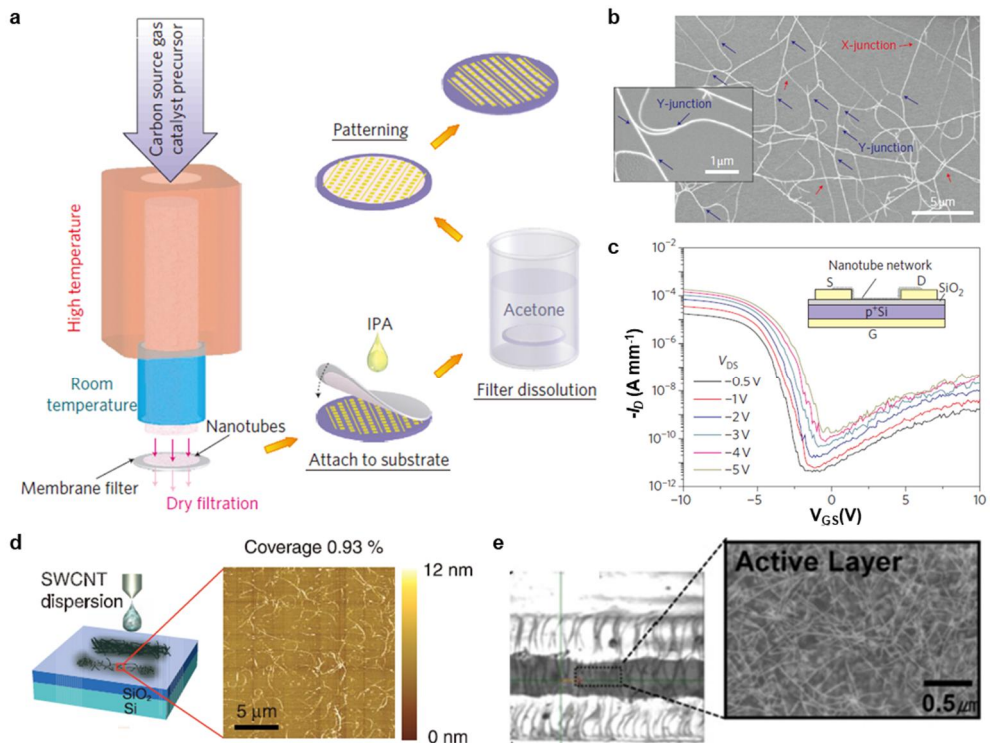 a
Carbon source gas
catalyst precursor
High temperature
Room
temperature
Nanotubes
Membrane filter
Dry filtration
IPA
Attach to substrate
Acetone
Filter dissolution
Patterning
b
X-junction
Y-junction
Y-junction
1μm
5 μm
c
-I_D (A mm⁻¹)
10⁻²
10⁻⁴
10⁻⁶
10⁻⁸
10⁻¹⁰
10⁻¹²
Nanotube network
S
D
SiO₂
p⁺Si
G
V_DS
−0.5 V
−1 V
−2 V
−3 V
−4 V
−5 V
−10
−5
0
5
10
V_GS(V)
d
Coverage 0.93 %
SWCNT
dispersion
SiO₂
Si
5 μm
12 nm
0 nm
e
Active Layer
0.5μm